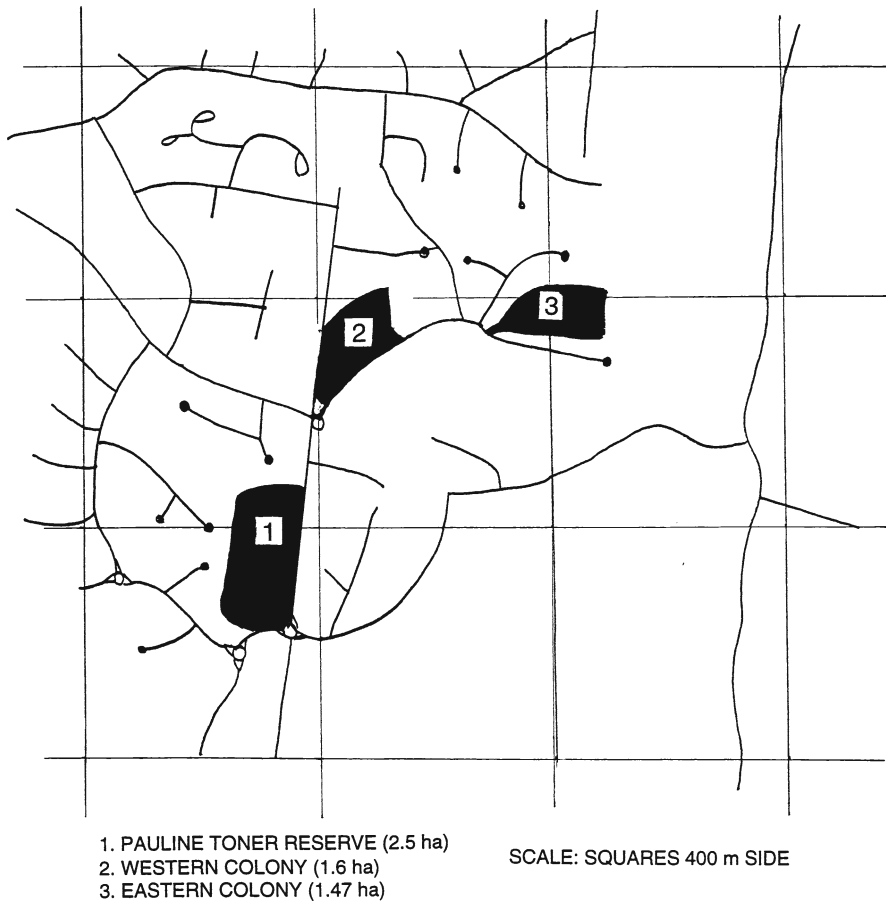 3
2
1
1. PAULINE TONER RESERVE (2.5 ha)
2. WESTERN COLONY (1.6 ha)
3. EASTERN COLONY (1.47 ha)
SCALE: SQUARES 400 m SIDE